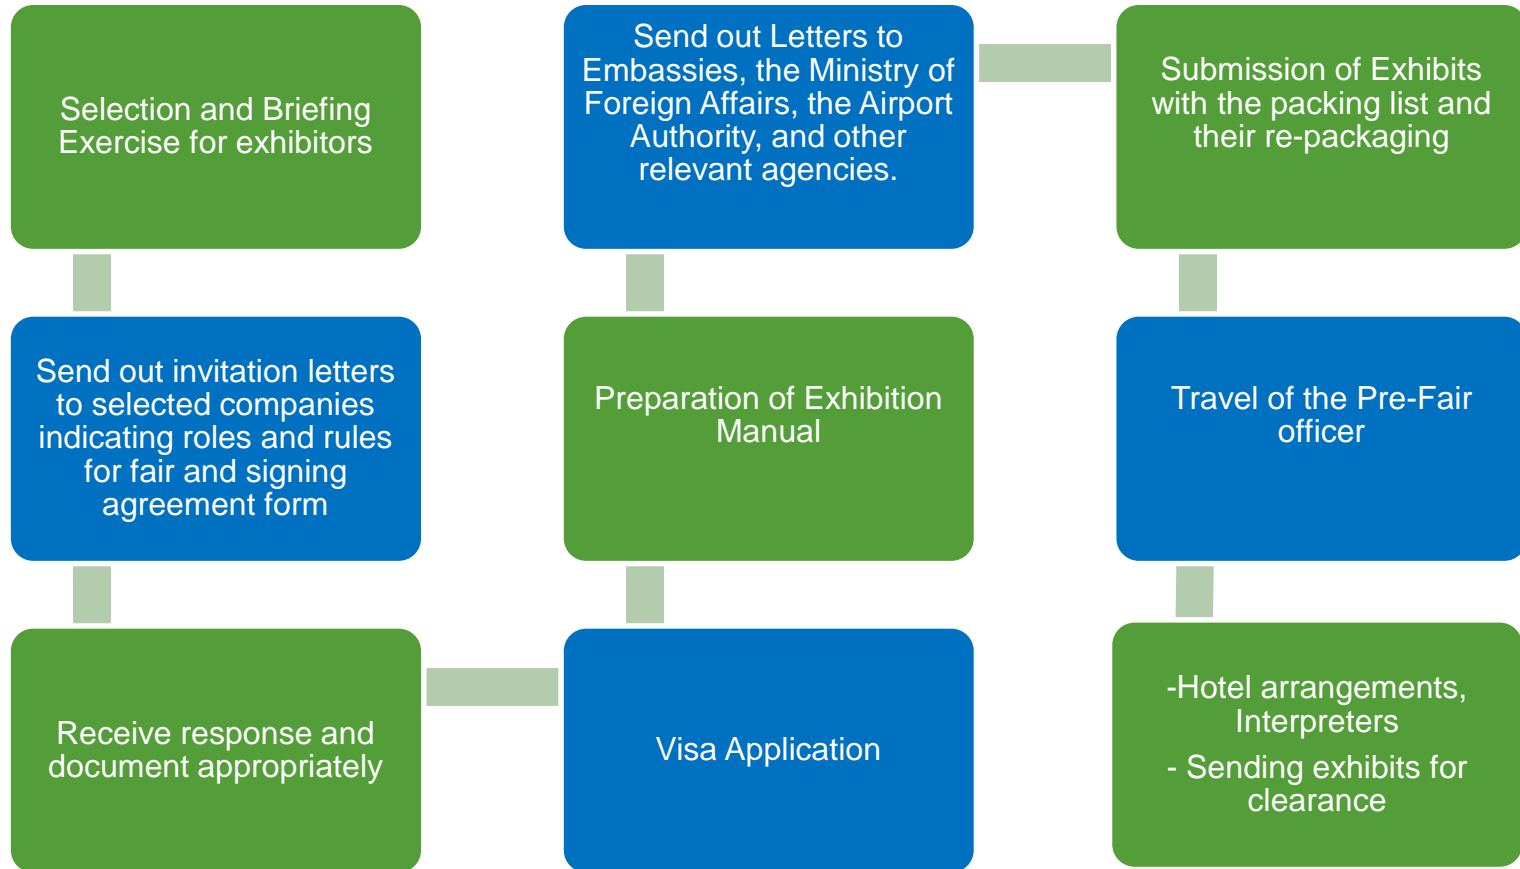 Selection and Briefing
Exercise for exhibitors
Send out invitation letters
to selected companies
indicating roles and rules
for fair and signing
agreement form
Receive response and
document appropriately
Visa Application
Preparation of Exhibition
Manual
Send out Letters to
Embassies, the Ministry of
Foreign Affairs, the Airport
Authority, and other
relevant agencies.
Submission of Exhibits
with the packing list and
their re-packaging
Travel of the Pre-Fair
officer
-Hotel arrangements,
Interpreters
- Sending exhibits for
clearance